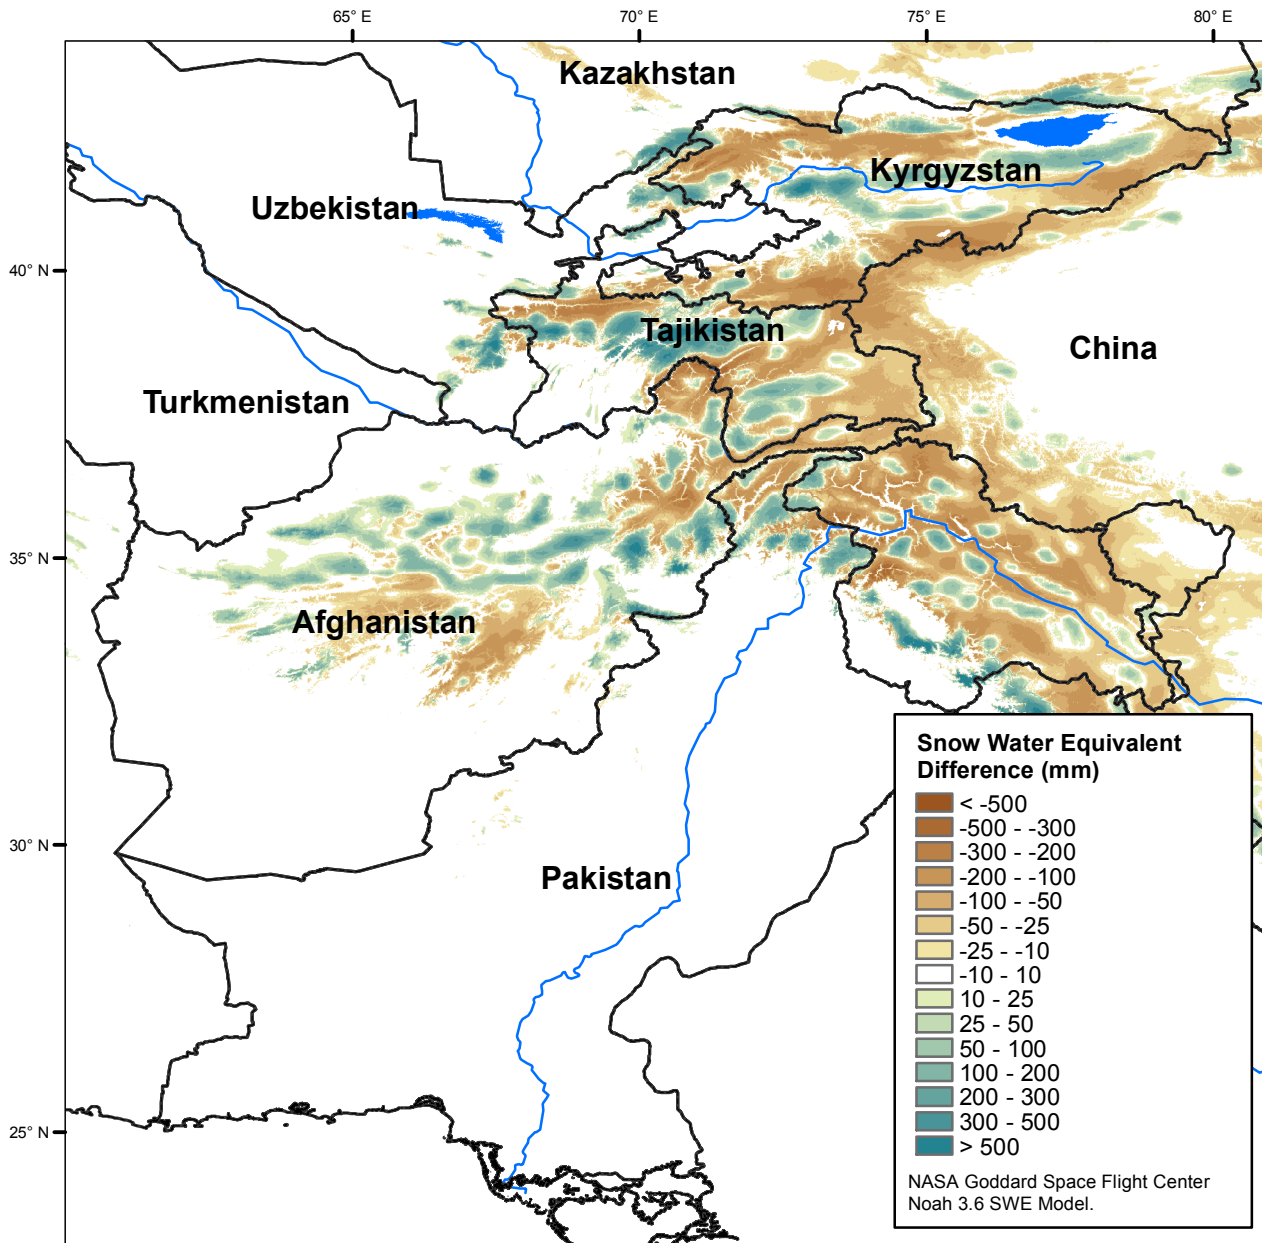 65° E
70° E
75° E
80° E
Kazakhstan
Kyrgyzstan
Uzbekistan
40° N
Tajikistan
China
Turkmenistan
35° N
Afghanistan
30° N
Pakistan
25° N
Snow Water Equivalent
Difference (mm)
< -500
-500 - -300
-300 - -200
-200 - -100
-100 - -50
-50 - -25
-25 - -10
-10 - 10
10 - 25
25 - 50
50 - 100
100 - 200
200 - 300
300 - 500
> 500
NASA Goddard Space Flight Center
Noah 3.6 SWE Model.